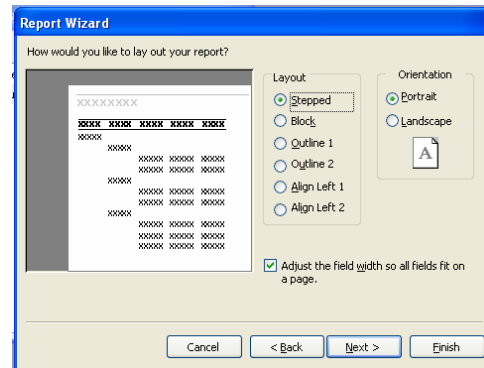 Report Wizard
How would you like to lay out your report?
XXXXXXXX
XXXX XXXX XXXX XXXX XXXX
XXXXX
XXXXX
XXXXX XXXXX XXXXX
XXXXX XXXXX XXXXX
XXXXX XXXXX XXXXX
XXXXX
XXXXX XXXXX XXXXX
XXXXX XXXXX XXXXX
XXXXX
XXXXX XXXXX XXXXX
XXXXX XXXXX XXXXX
XXXXX XXXXX XXXXX
Layout
Stepped
Block
Outline 1
Outline 2
Align Left 1
Align Left 2
Orientation
Portrait
Landscape
A
Adjust the field width so all fields fit on
a page.
Cancel
< Back
Next >
Finish